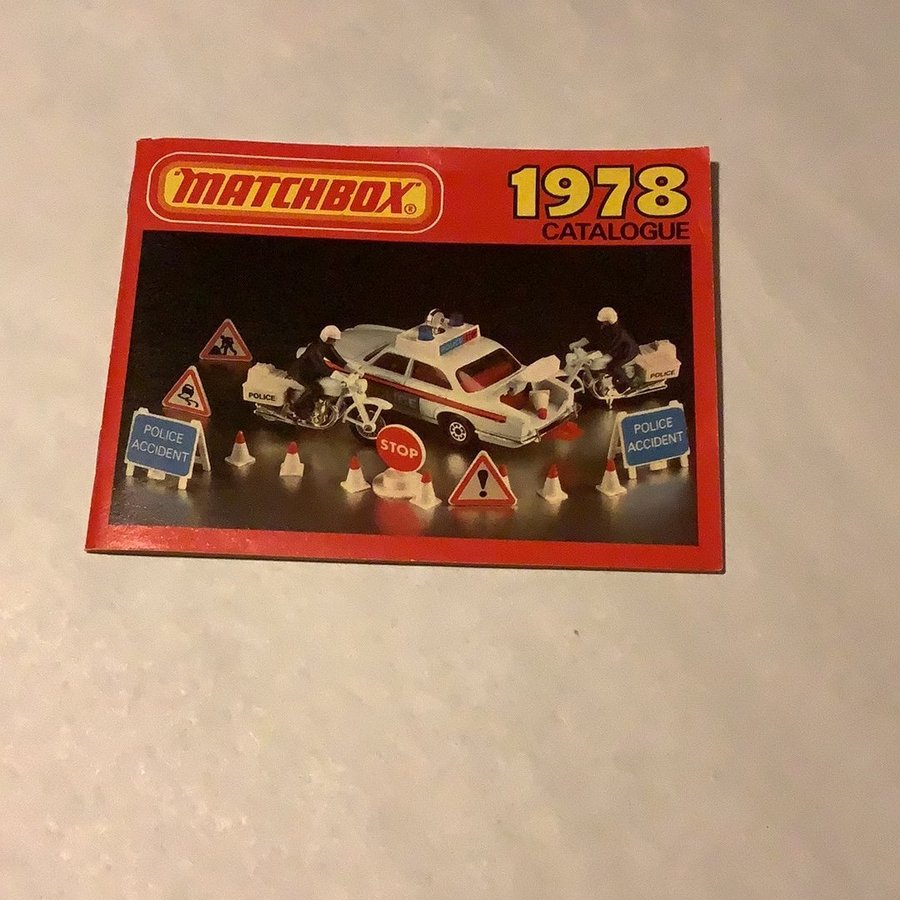 "MATCHBOX"®
1978
CATALOGUE
POLICE
POLICE
POLICE
ACCIDENT
STOP
!
POLICE
ACCIDENT